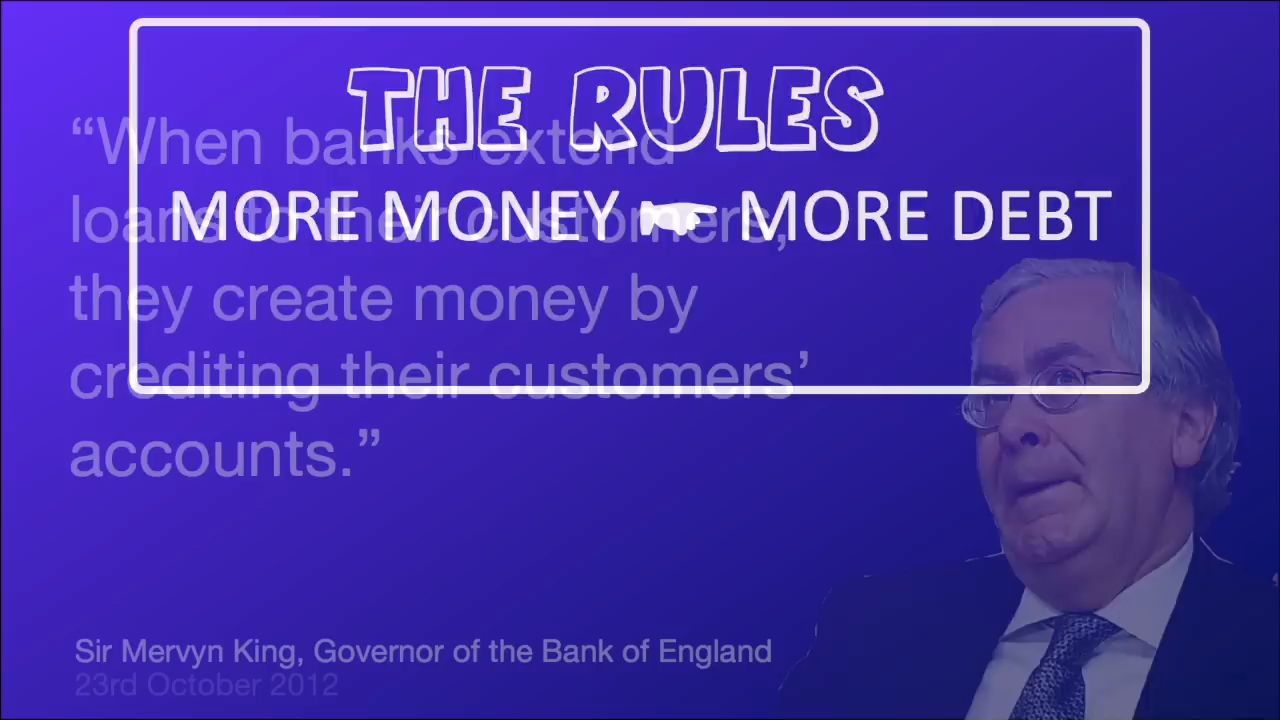 THE RULES
MORE MONEY MORE DEBT
“When banks extend
loans to their customers,
they create money by
crediting their customers’
accounts.”
Sir Mervyn King, Governor of the Bank of England
23rd October 2012